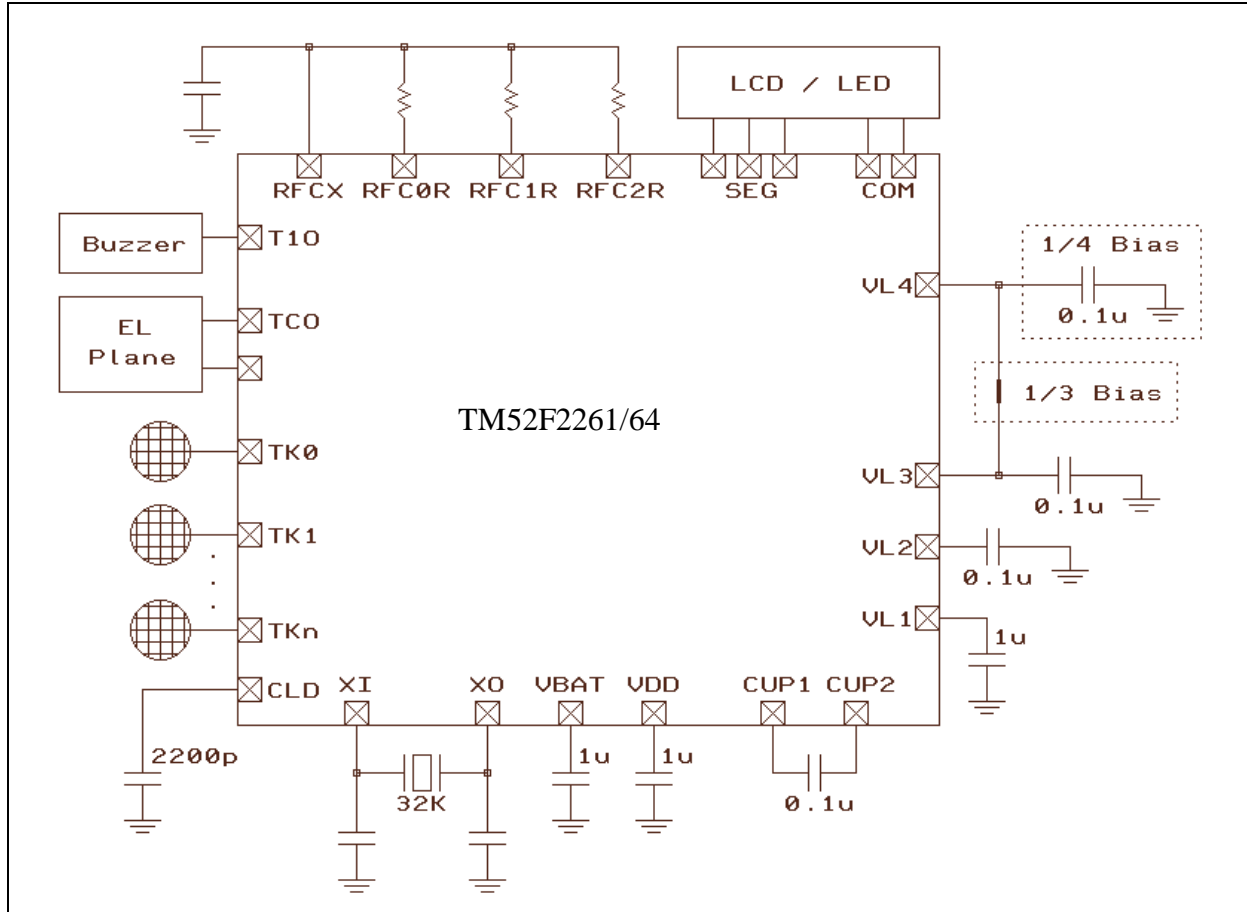 LCD / LED
RFCX RFC0R RFC1R RFC2R SEG COM
Buzzer
T1O
EL
Plane
TCO
TK0
TK1
TKn
CLD
2200p
TM52F2261/64
VL4
1/4 Bias
0.1u
1/3 Bias
VL3
0.1u
VL2
0.1u
VL1
1u
XI XO VBAT VDD CUP1 CUP2
32K
1u
1u
0.1u